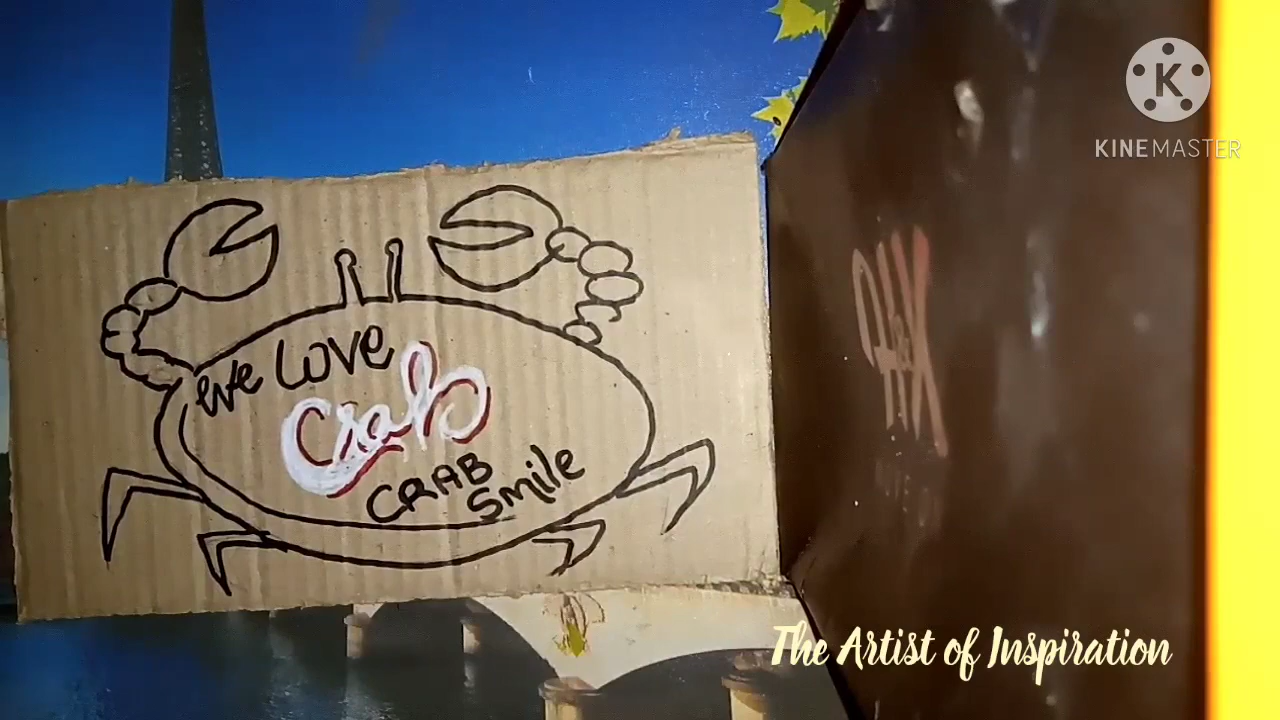 K
KINEMASTER
We Love
Crab
CRAB
Smile
The Artist of Inspiration